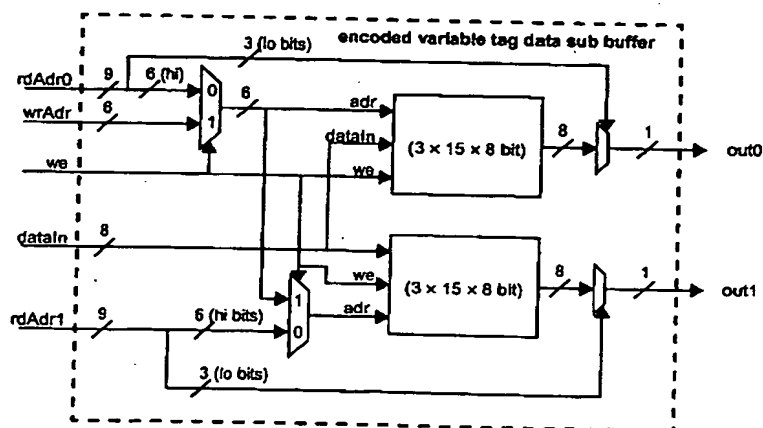 encoded variable tag data sub buffer
3 (lo bits)
rdAdr0 9 6 (hi) 0 6 adr
wrAdr 6 1
dataIn (3 × 15 × 8 bit) 8 1 out0
we we
dataIn 8
we (3 × 15 × 8 bit) 8 1 out1
rdAdr1 9 6 (hi bits) 1 0 adr
3 (lo bits)